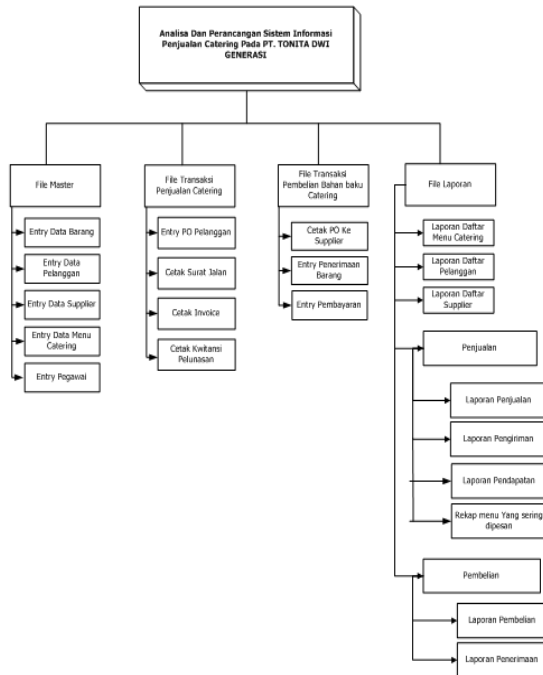 Analisa Dan Perancangan Sistem Informasi
Penjualan Catering Pada PT. TONITA DWI
GENERASI
File Master
Entry Data Barang
Entry Data
Pelanggan
Entry Data Supplier
Entry Data Menu
Catering
Entry Pegawai
File Transaksi
Penjualan Catering
Entry PO Pelanggan
Cetak Surat Jalan
Cetak Invoice
Cetak Kwitansi
Pelunasan
File Transaksi
Pembelian Bahan baku
Catering
Cetak PO Ke
Supplier
Entry Penerimaan
Barang
Entry Pembayaran
File Laporan
Laporan Daftar
Menu Catering
Laporan Daftar
Pelanggan
Laporan Daftar
Supplier
Penjualan
Laporan Penjualan
Laporan Pengiriman
Laporan Pendapatan
Rekap menu Yang sering
dipesan
Pembelian
Laporan Pembelian
Laporan Penerimaan